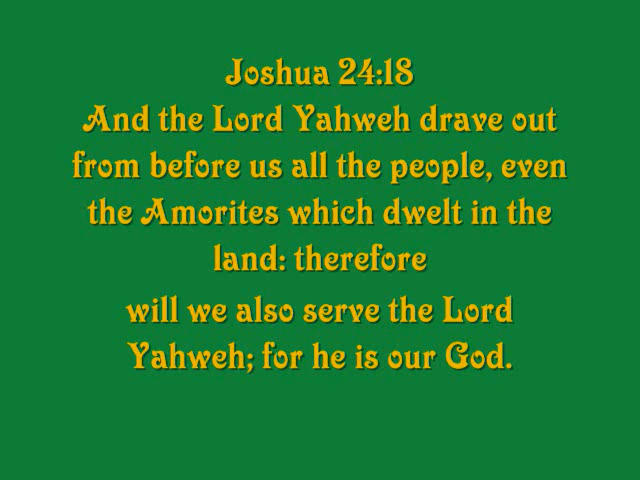 Joshua 24:18
And the Lord Yahweh drave out
from before us all the people, even
the Amorites which dwelt in the
land: therefore
will we also serve the Lord
Yahweh; for he is our God.